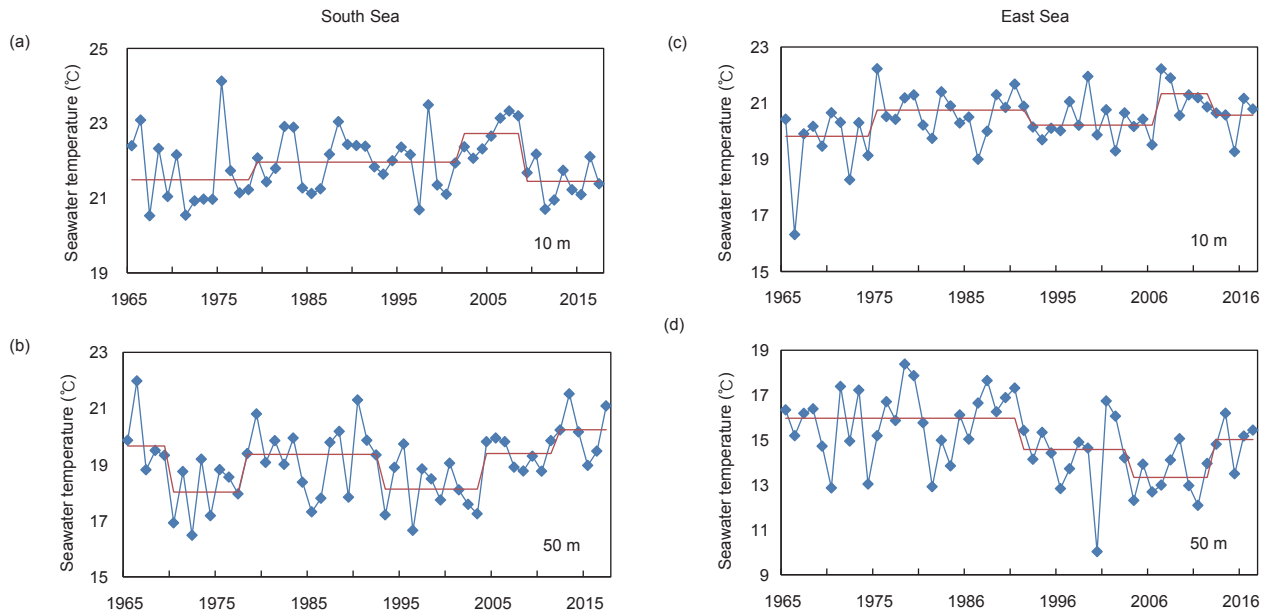 South Sea
East Sea
(a)
Seawater temperature (℃)
25
23
21
19
10 m
1965 1975 1985 1995 2005 2015
(c)
Seawater temperature (℃)
23
21
19
17
15
10 m
1965 1975 1986 1996 2006 2016
(b)
Seawater temperature (℃)
23
21
19
17
15
50 m
1965 1975 1985 1995 2005 2015
(d)
Seawater temperature (℃)
19
17
15
13
11
9
50 m
1965 1975 1986 1996 2006 2016